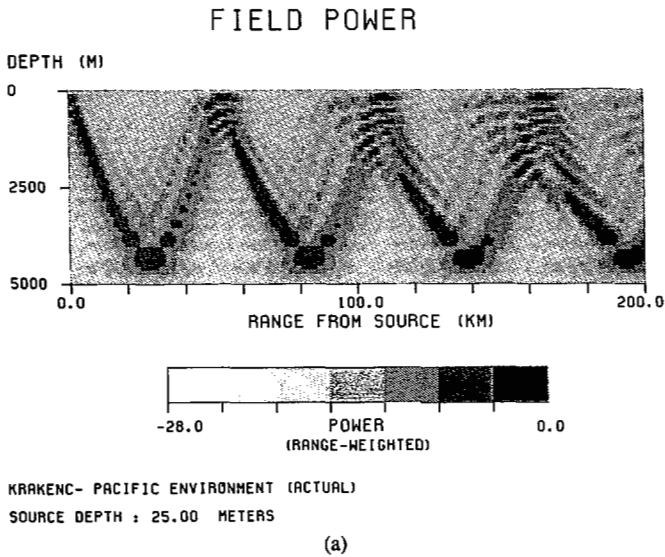 FIELD POWER
DEPTH (M)
0
2500
5000
0.0 100.0 200.0
RANGE FROM SOURCE (KM)
-28.0 POWER 0.0
(RANGE-WEIGHTED)
KRAKENC- PACIFIC ENVIRONMENT (ACTUAL)
SOURCE DEPTH : 25.00 METERS
(a)